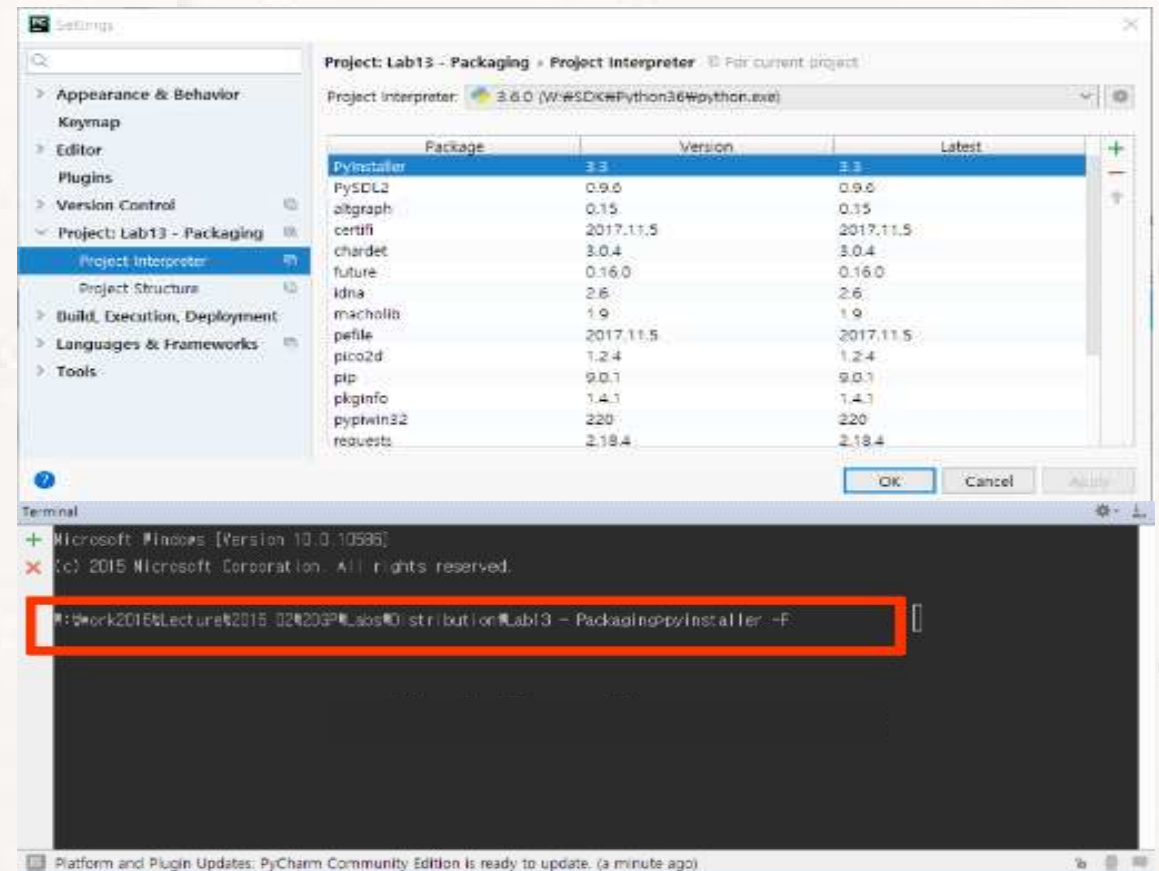 Settings
Appearance & Behavior
Keymap
Editor
Plugins
Version Control
Project: Lab13 - Packaging
Project Interpreter
Project Structure
Build, Execution, Deployment
Languages & Frameworks
Tools
Project: Lab13 - Packaging › Project Interpreter For current project
Project Interpreter: 3.6.0 (W:₩SDK₩Python36₩python.exe)
Package Version Latest
PyInstaller 3.3 3.3
PySDL2 0.9.6 0.9.6
altgraph 0.15 0.15
certifi 2017.11.5 2017.11.5
chardet 3.0.4 3.0.4
future 0.16.0 0.16.0
idna 2.6 2.6
macholib 1.9 1.9
pefile 2017.11.5 2017.11.5
pico2d 1.2.4 1.2.4
pip 9.0.1 9.0.1
pkginfo 1.4.1 1.4.1
pypiwin32 220 220
requests 2.18.4 2.18.4
OK Cancel Apply
Terminal
Microsoft Windows [Version 10.0.10586]
(c) 2015 Microsoft Corporation. All rights reserved.
- Packaging>pyinstaller -F
Platform and Plugin Updates: PyCharm Community Edition is ready to update. (a minute ago)